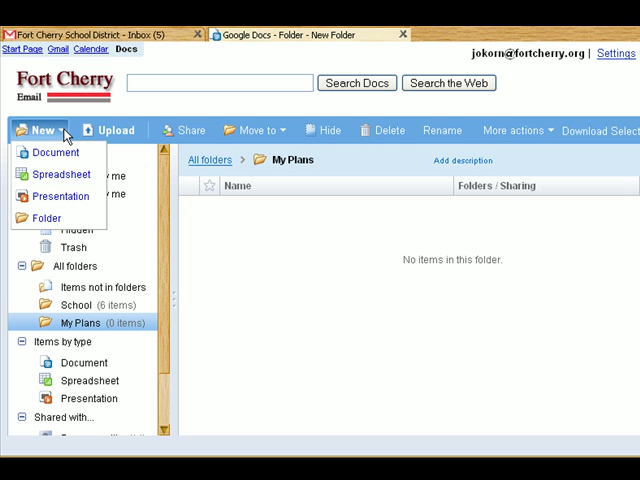 Fort Cherry School District - Inbox (5)
Google Docs - Folder - New Folder
Start Page Gmail Calendar Docs
jokorn@fortcherry.org | Settings
Fort Cherry
Email
Search Docs Search the Web
New Upload Share Move to Hide Delete Rename More actions Download Selec
Document
Spreadsheet
Presentation
Folder
y me
y me
Trash
All folders
Items not in folders
School (6 items)
My Plans (0 items)
Items by type
Document
Spreadsheet
Presentation
Shared with...
All folders My Plans Add description
Name Folders / Sharing
No items in this folder.